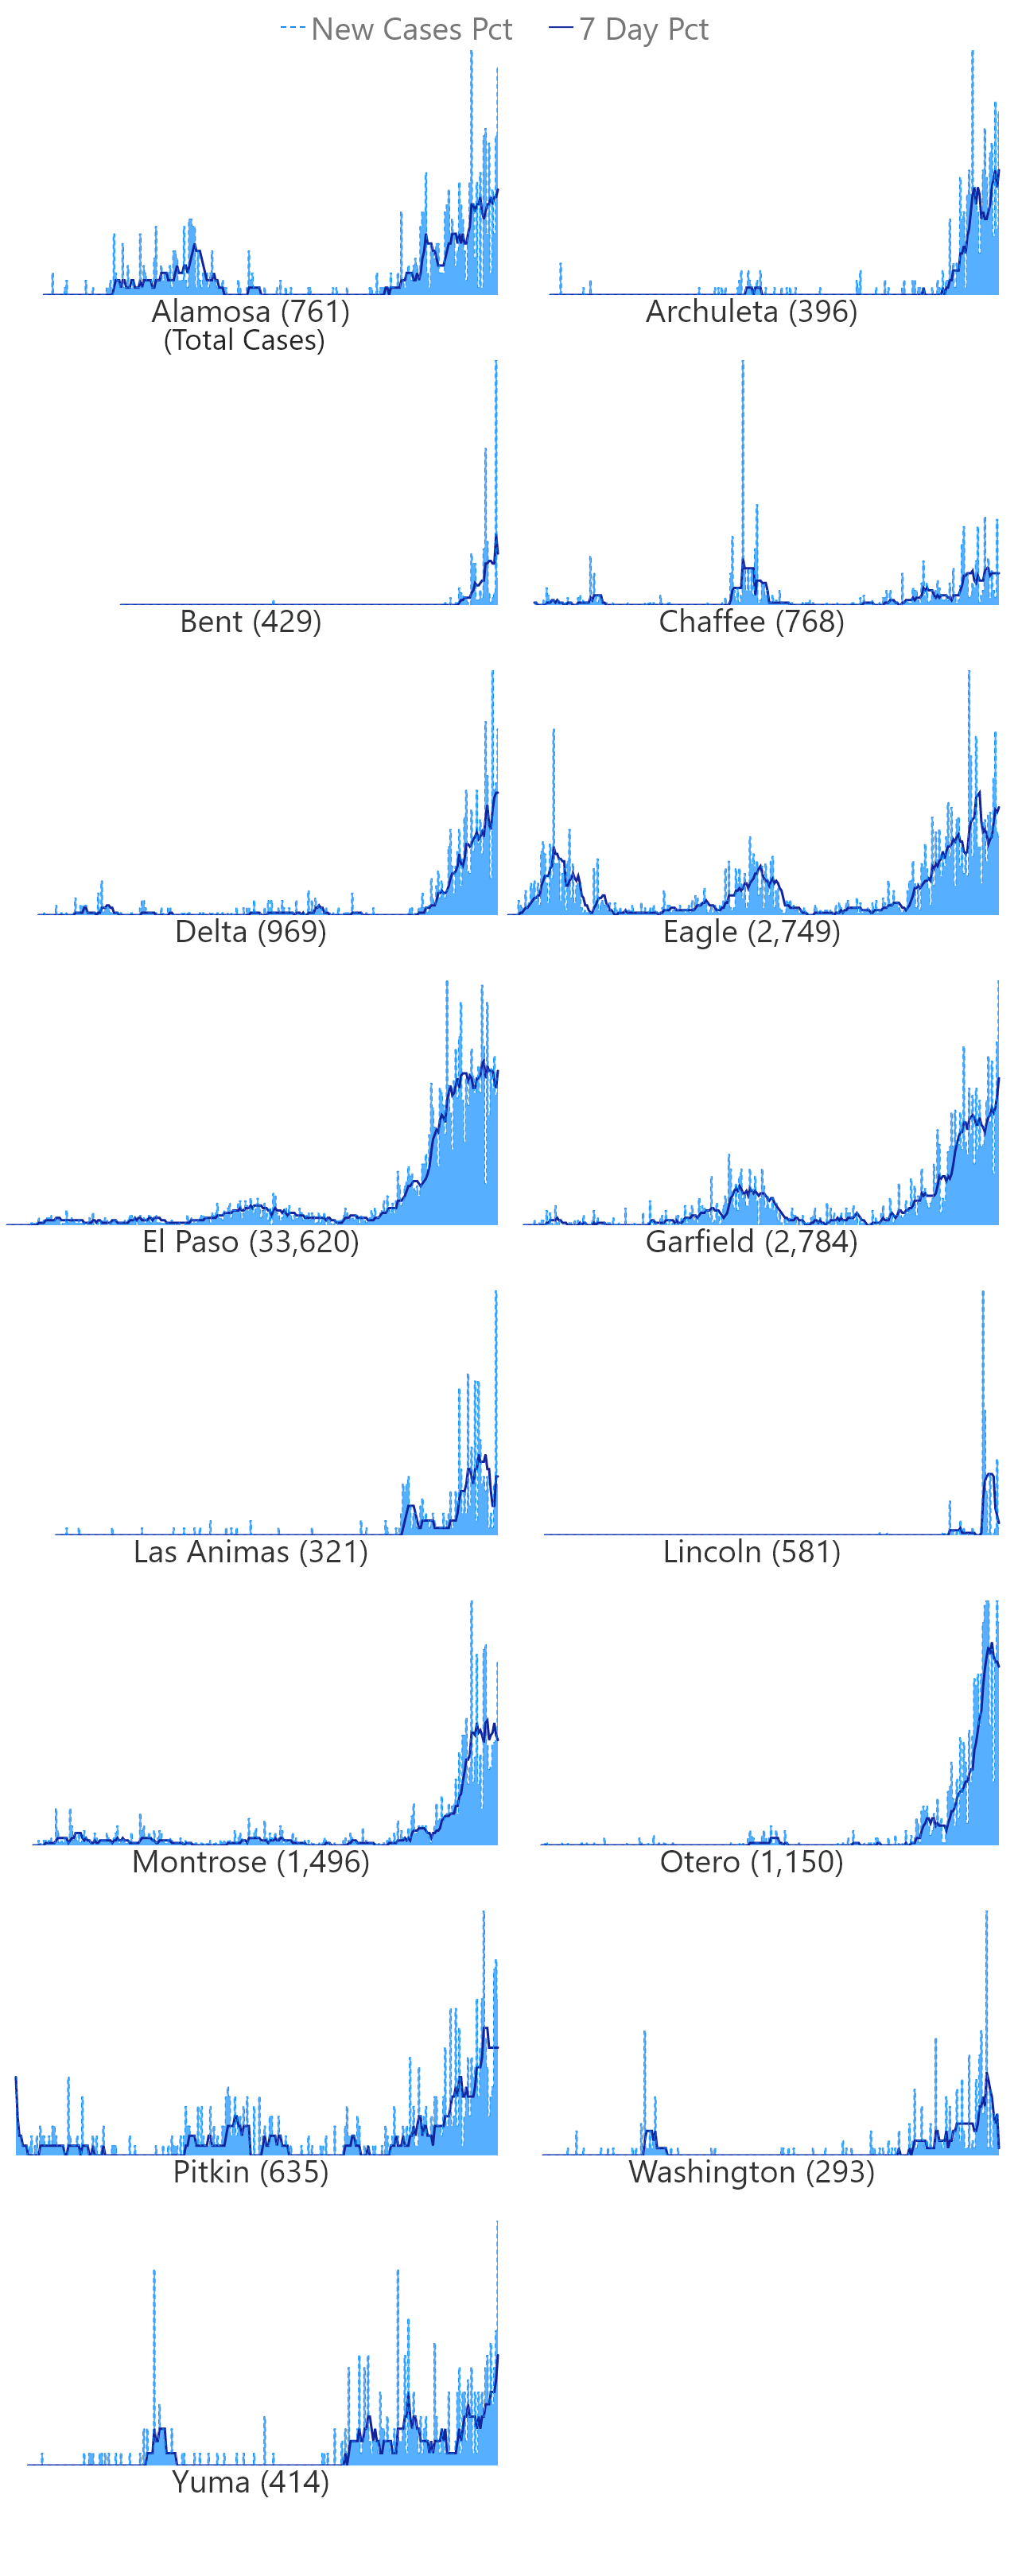 New Cases Pct 7 Day Pct
Alamosa (761)
(Total Cases)
Archuleta (396)
Bent (429)
Chaffee (768)
Delta (969)
Eagle (2,749)
El Paso (33,620)
Garfield (2,784)
Las Animas (321)
Lincoln (581)
Montrose (1,496)
Otero (1,150)
Pitkin (635)
Washington (293)
Yuma (414)